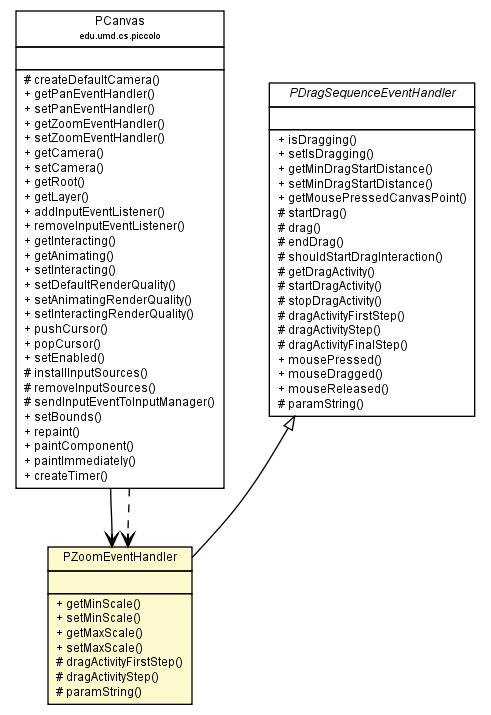 PCanvas
edu.umd.cs.piccolo
# createDefaultCamera()
+ getPanEventHandler()
+ setPanEventHandler()
+ getZoomEventHandler()
+ setZoomEventHandler()
+ getCamera()
+ setCamera()
+ getRoot()
+ getLayer()
+ addInputEventListener()
+ removeInputEventListener()
+ getInteracting()
+ getAnimating()
+ setInteracting()
+ setDefaultRenderQuality()
+ setAnimatingRenderQuality()
+ setInteractingRenderQuality()
+ pushCursor()
+ popCursor()
+ setEnabled()
# installInputSources()
# removeInputSources()
# sendInputEventToInputManager()
+ setBounds()
+ repaint()
+ paintComponent()
+ paintImmediately()
+ createTimer()
PDragSequenceEventHandler
+ isDragging()
+ setIsDragging()
+ getMinDragStartDistance()
+ setMinDragStartDistance()
+ getMousePressedCanvasPoint()
# startDrag()
# drag()
# endDrag()
# shouldStartDragInteraction()
# getDragActivity()
# startDragActivity()
# stopDragActivity()
# dragActivityFirstStep()
# dragActivityStep()
# dragActivityFinalStep()
+ mousePressed()
+ mouseDragged()
+ mouseReleased()
# paramString()
PZoomEventHandler
+ getMinScale()
+ setMinScale()
+ getMaxScale()
+ setMaxScale()
# dragActivityFirstStep()
# dragActivityStep()
# paramString()